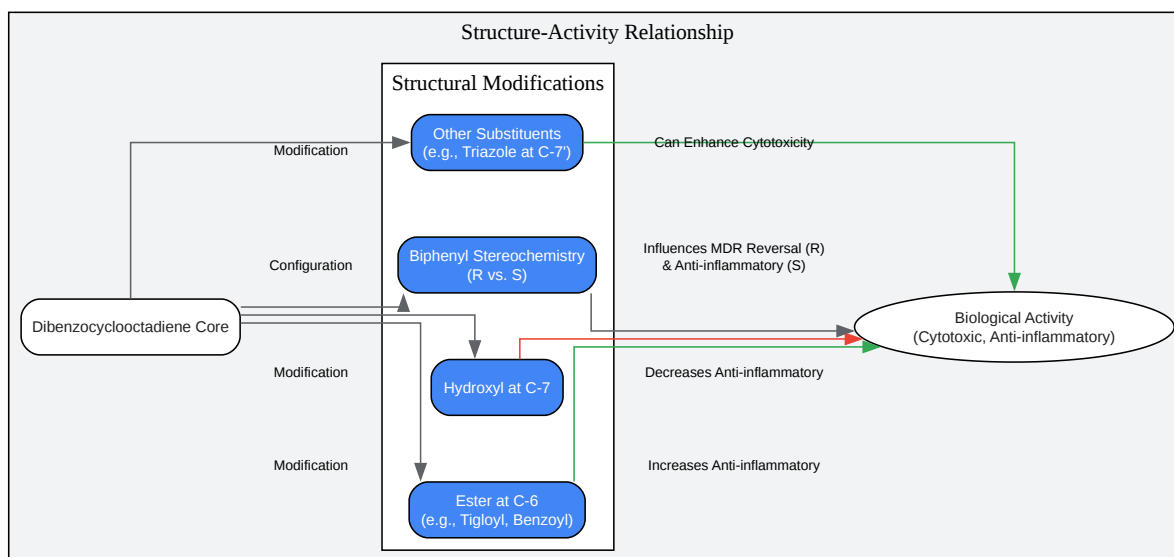 Structure-Activity Relationship
Structural Modifications
Other Substituents
(e.g., Triazole at C-7')
Modification
Can Enhance Cytotoxicity
Biphenyl Stereochemistry
(R vs. S)
Configuration
Influences MDR Reversal (R)
& Anti-inflammatory (S)
Dibenzocyclooctadiene Core
Biological Activity
(Cytotoxic, Anti-inflammatory)
Modification
Hydroxyl at C-7
Decreases Anti-inflammatory
Modification
Increases Anti-inflammatory
Ester at C-6
(e.g., Tigloyl, Benzoyl)